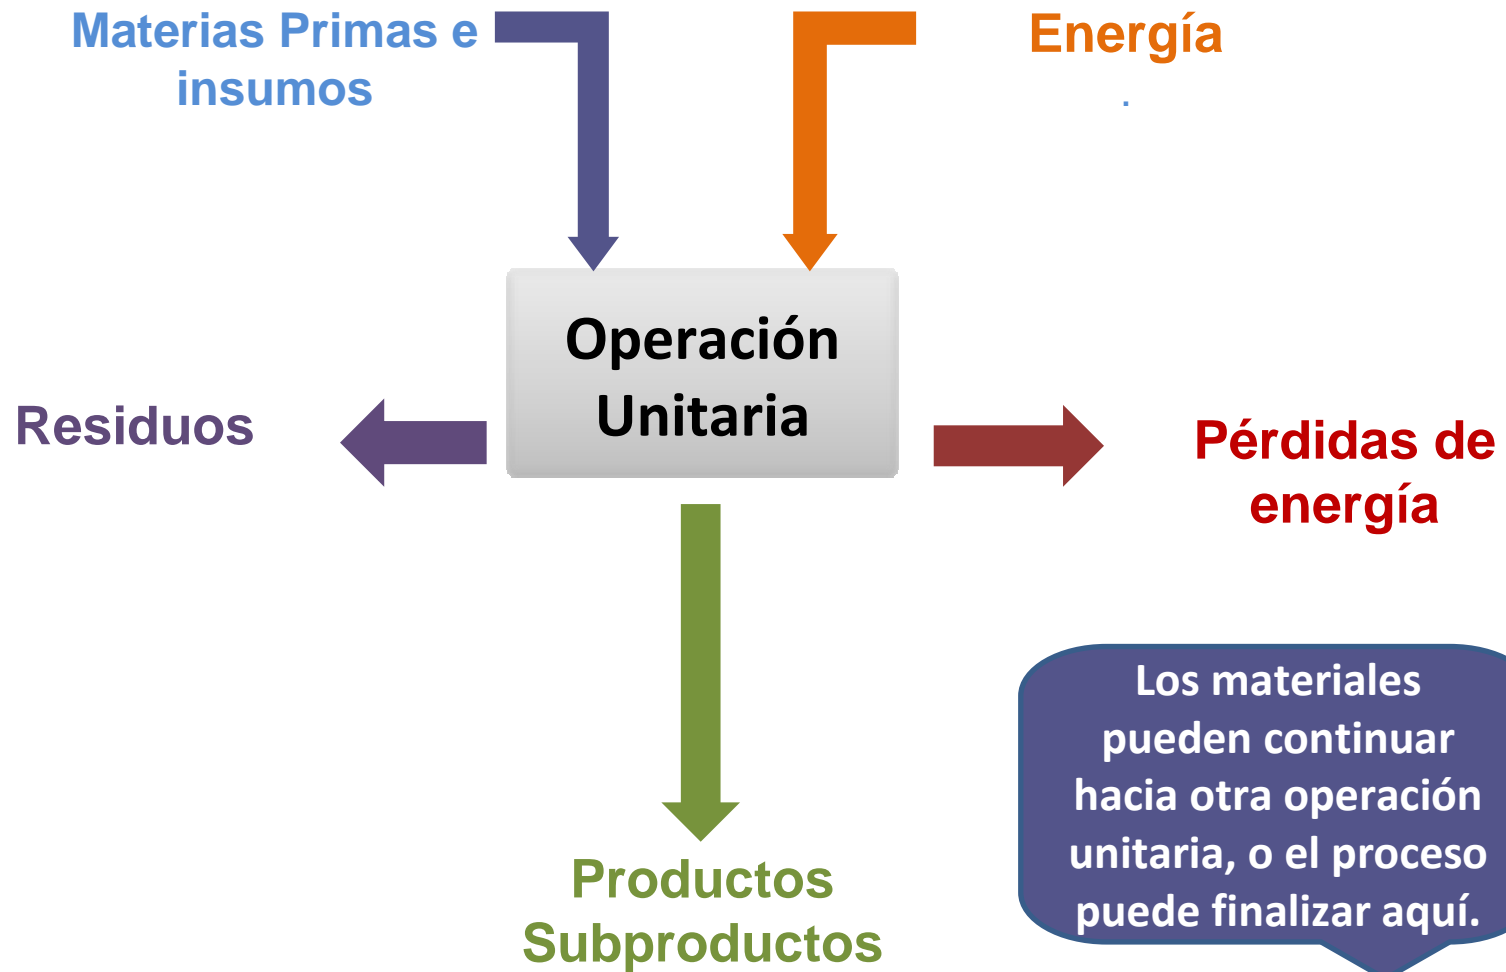 Materias Primas e
insumos
Energía
.
Operación
Unitaria
Residuos
Pérdidas de
energía
Los materiales
pueden continuar
hacia otra operación
unitaria, o el proceso
puede finalizar aquí.
Productos
Subproductos